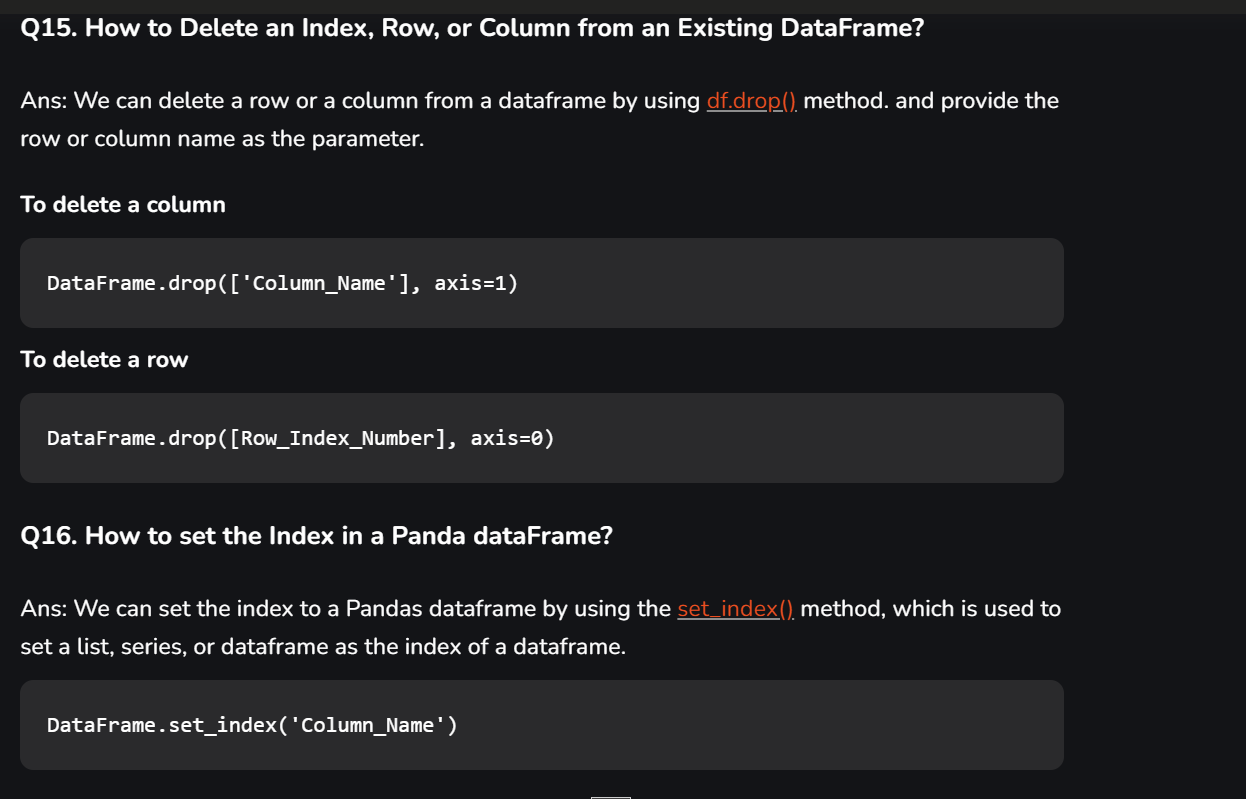 Q15. How to Delete an Index, Row, or Column from an Existing DataFrame?
Ans: We can delete a row or a column from a dataframe by using df.drop() method. and provide the
row or column name as the parameter.
To delete a column
DataFrame.drop(['Column_Name'], axis=1)
To delete a row
DataFrame.drop([Row_Index_Number], axis=0)
Q16. How to set the Index in a Panda dataFrame?
Ans: We can set the index to a Pandas dataframe by using the set_index() method, which is used to
set a list, series, or dataframe as the index of a dataframe.
DataFrame.set_index('Column_Name')